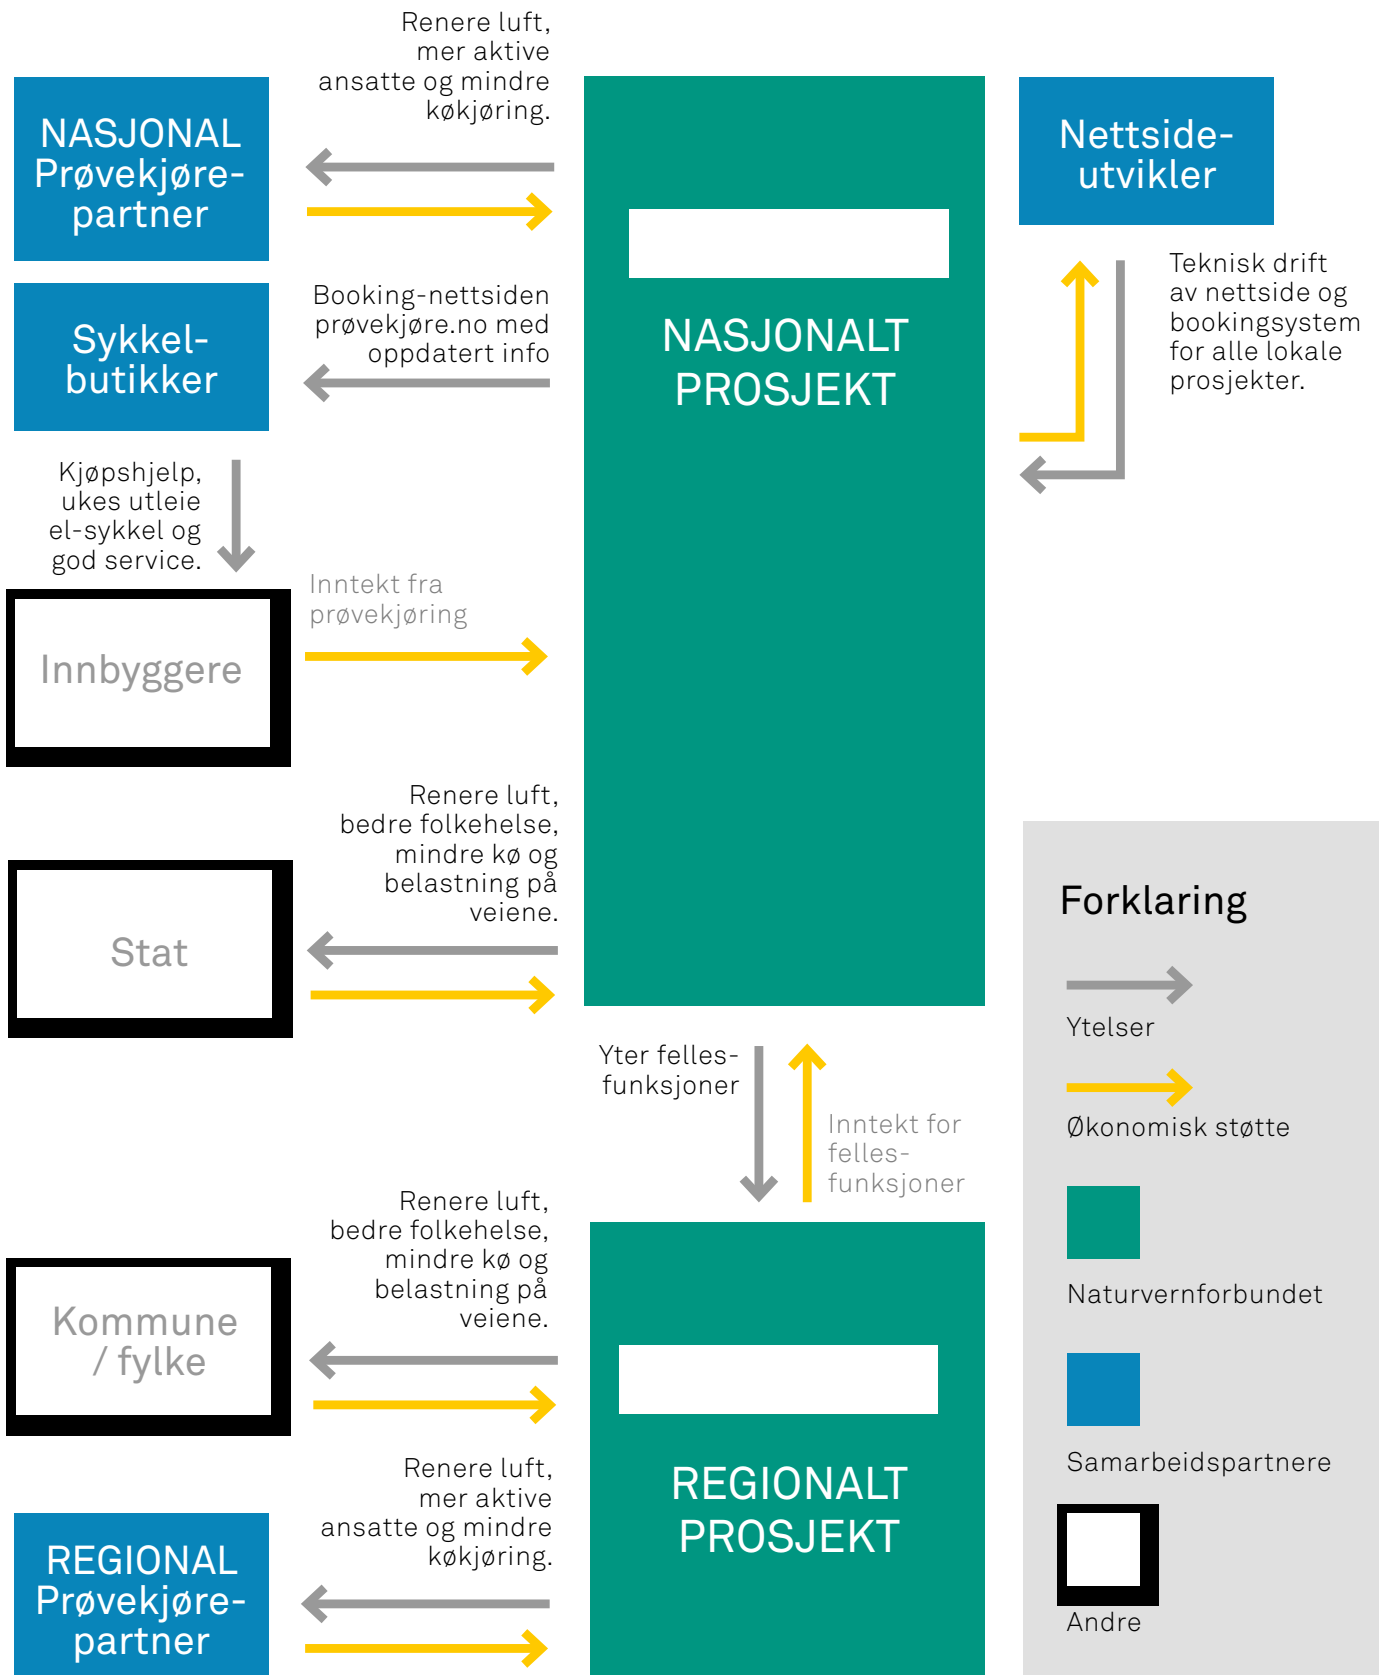 Renere luft,
mer aktive
ansatte og mindre
køkjøring.
NASJONAL
Prøvekjøre-
partner
Nettside-
utvikler
Booking-nettsiden
prøvekjøre.no med
oppdatert info
Sykkel-
butikker
NASJONALT
PROSJEKT
Teknisk drift
av nettside og
bookingsystem
for alle lokale
prosjekter.
Kjøpshjelp,
ukes utleie
el-sykkel og
god service.
Inntekt fra
prøvekjøring
Innbyggere
Renere luft,
bedre folkehelse,
mindre kø og
belastning på
veiene.
Stat
Yter felles-
funksjoner
Inntekt for
felles-
funksjoner
Renere luft,
bedre folkehelse,
mindre kø og
belastning på
veiene.
Kommune
/ fylke
REGIONALT
PROSJEKT
Renere luft,
mer aktive
ansatte og mindre
køkjøring.
REGIONAL
Prøvekjøre-
partner
Forklaring
Ytelser
Økonomisk støtte
Naturvernforbundet
Samarbeidspartnere
Andre